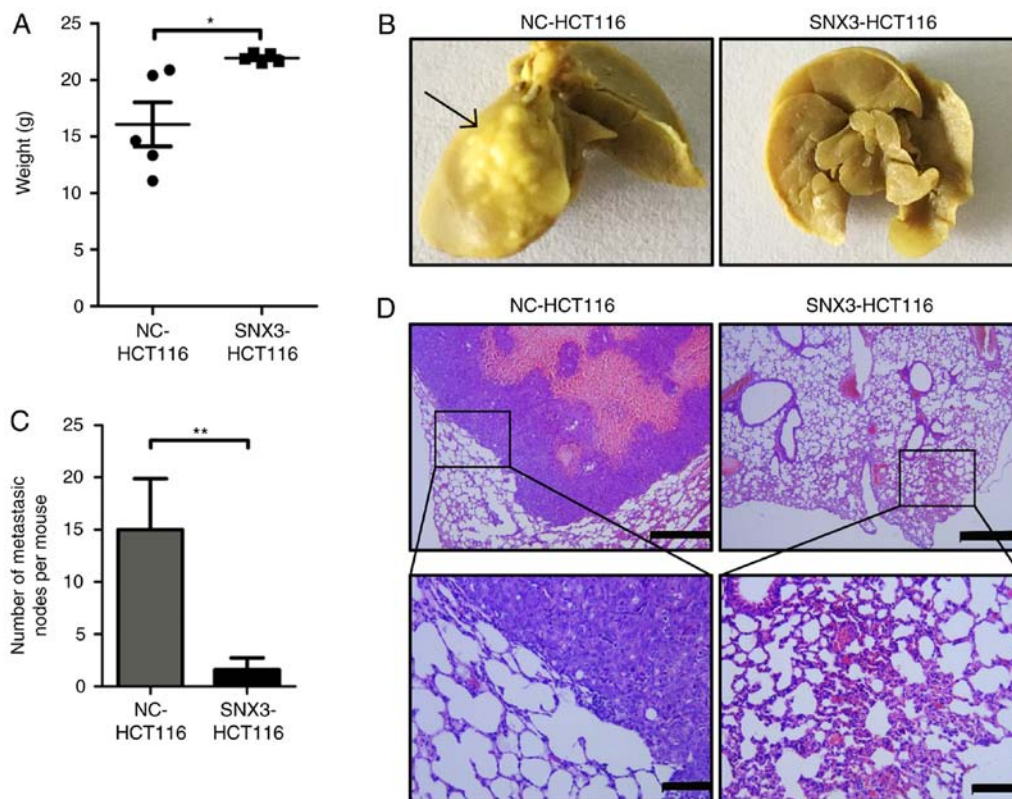 A
Weight (g)
25
20
15
10
5
0
*
NC-
HCT116
SNX3-
HCT116
B
NC-HCT116
SNX3-HCT116
C
Number of metastasic
nodes per mouse
25
20
15
10
5
0
**
NC-
HCT116
SNX3-
HCT116
D
NC-HCT116
SNX3-HCT116